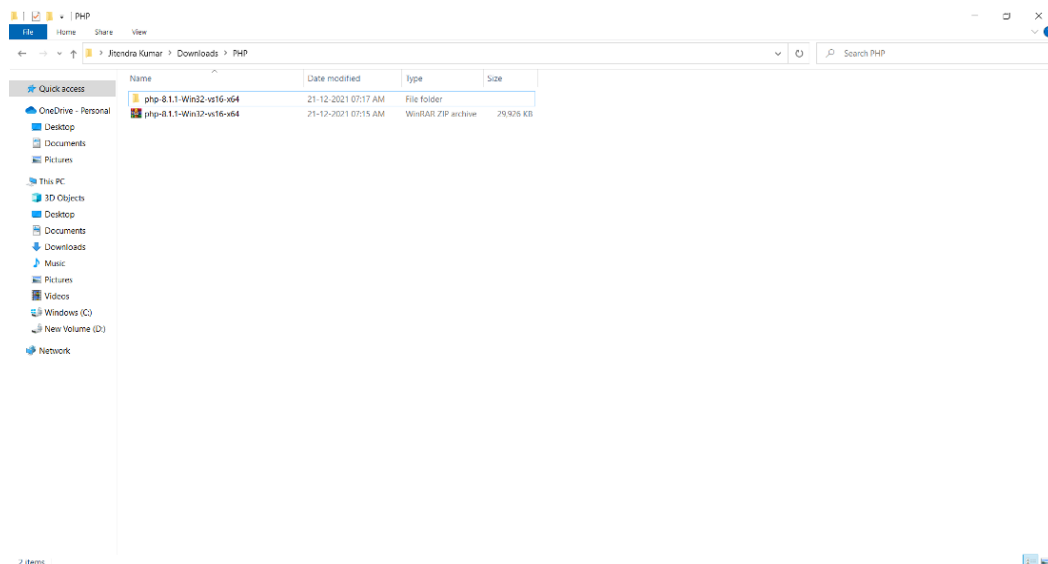 PHP
File Home Share View
Jitendra Kumar > Downloads > PHP
Search PHP
Name Date modified Type Size
Quick access
php-8.1.1-Win32-vs16-x64 21-12-2021 07:17 AM File folder
OneDrive - Personal
php-8.1.1-Win32-vs16-x64 21-12-2021 07:15 AM WinRAR ZIP archive 29,926 KB
Desktop
Documents
Pictures
This PC
3D Objects
Desktop
Documents
Downloads
Music
Pictures
Videos
Windows (C:)
New Volume (D:)
Network
2 items